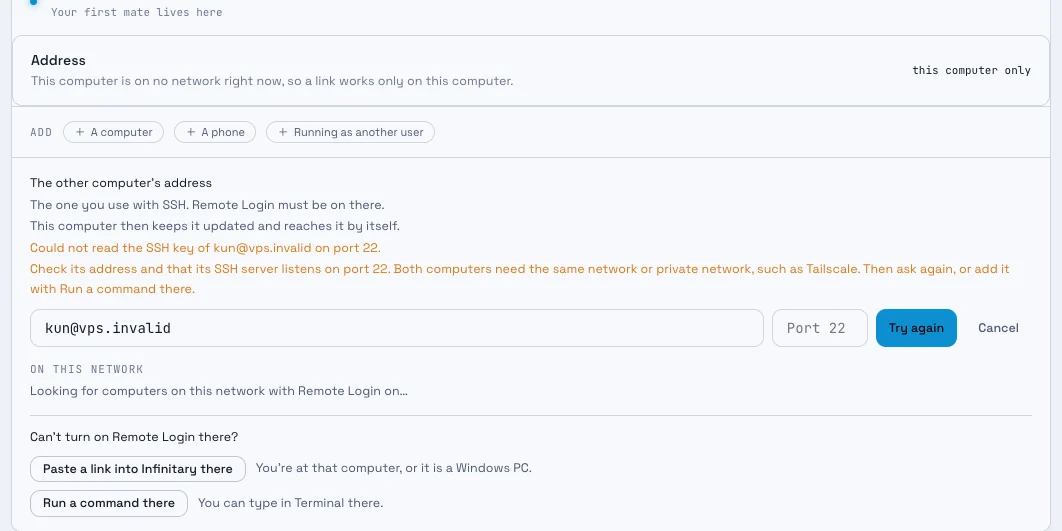 Your first mate lives here
Address
This computer is on no network right now, so a link works only on this computer.
this computer only
ADD
+ A computer
+ A phone
+ Running as another user
The other computer's address
The one you use with SSH. Remote Login must be on there.
This computer then keeps it updated and reaches it by itself.
Could not read the SSH key of kun@vps.invalid on port 22.
Check its address and that its SSH server listens on port 22. Both computers need the same network or private network, such as Tailscale. Then ask again, or add it
with Run a command there.
kun@vps.invalid
Port 22
Try again
Cancel
ON THIS NETWORK
Looking for computers on this network with Remote Login on…
Can't turn on Remote Login there?
Paste a link into Infinitary there
You're at that computer, or it is a Windows PC.
Run a command there
You can type in Terminal there.